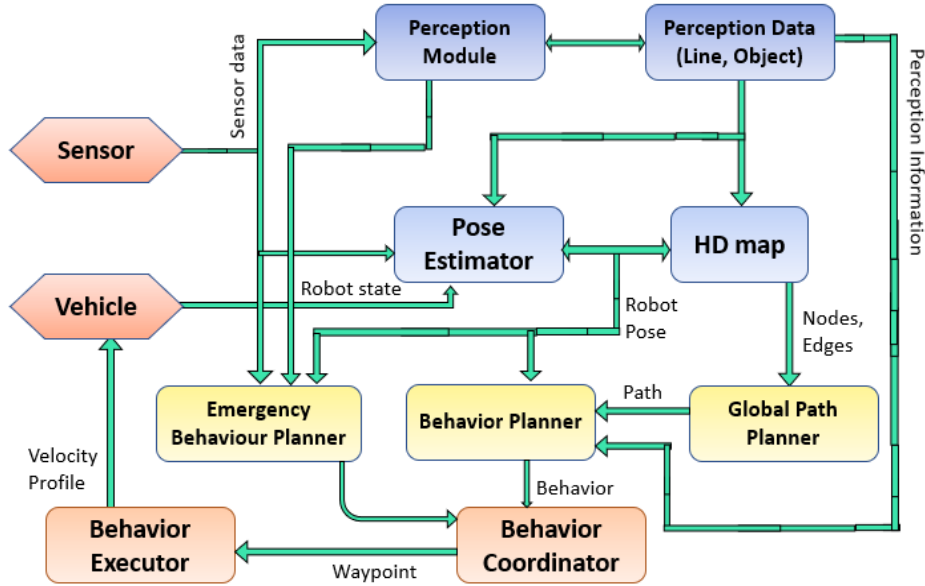 Perception
Module
Perception Data
(Line, Object)
Sensor data
Perception Information
Sensor
Pose
Estimator
HD map
Vehicle
Robot state
Robot
Pose
Nodes,
Edges
Emergency
Behaviour Planner
Behavior Planner
Path
Global Path
Planner
Velocity
Profile
Behavior
Behavior
Executor
Waypoint
Behavior
Coordinator